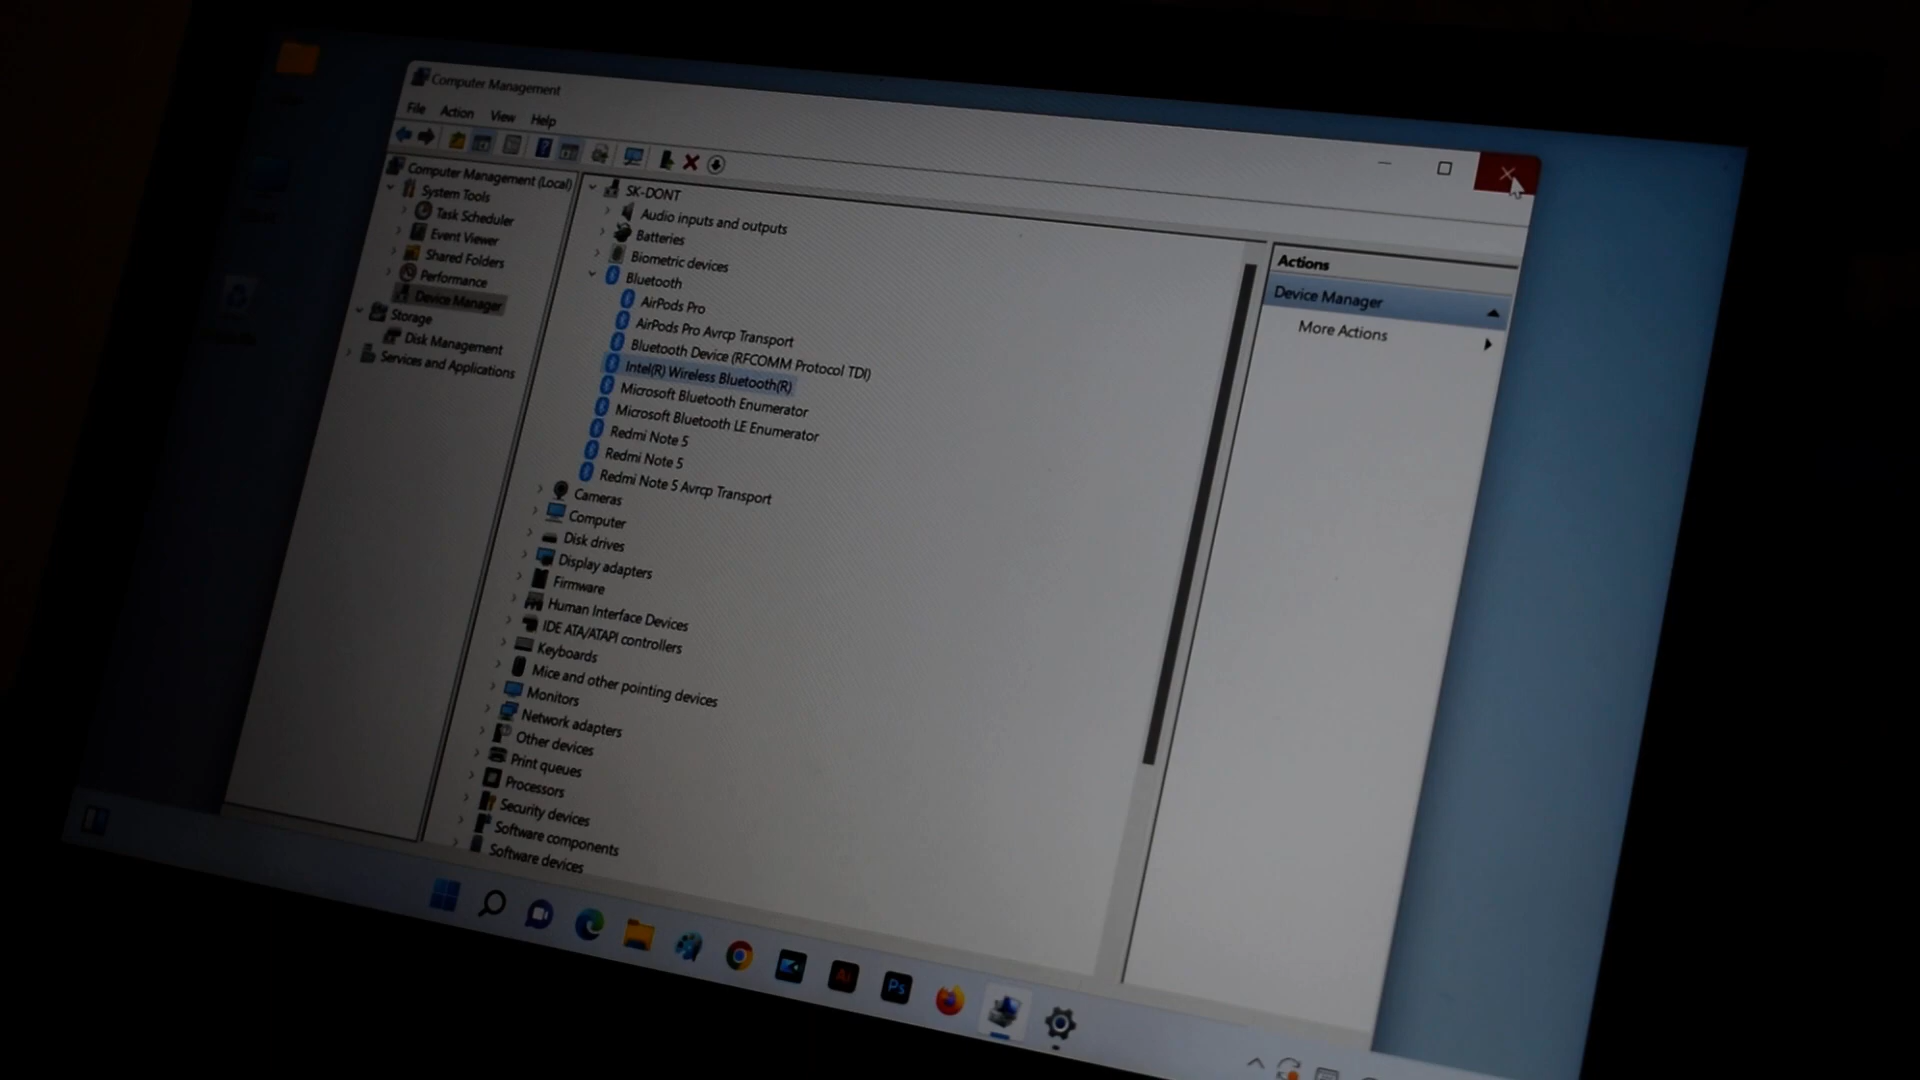 Computer Management
File Action View Help
Computer Management (Local)
System Tools
Task Scheduler
Event Viewer
Shared Folders
Performance
Device Manager
Storage
Disk Management
Services and Applications
SK-DONT
Audio inputs and outputs
Batteries
Biometric devices
Bluetooth
AirPods Pro
AirPods Pro Avrcp Transport
Bluetooth Device (RFCOMM Protocol TDI)
Intel(R) Wireless Bluetooth(R)
Microsoft Bluetooth Enumerator
Microsoft Bluetooth LE Enumerator
Redmi Note 5
Redmi Note 5
Redmi Note 5 Avrcp Transport
Cameras
Computer
Disk drives
Display adapters
Firmware
Human Interface Devices
IDE ATA/ATAPI controllers
Keyboards
Mice and other pointing devices
Monitors
Network adapters
Other devices
Print queues
Processors
Security devices
Software components
Software devices
Actions
Device Manager
More Actions
Ai
Ps